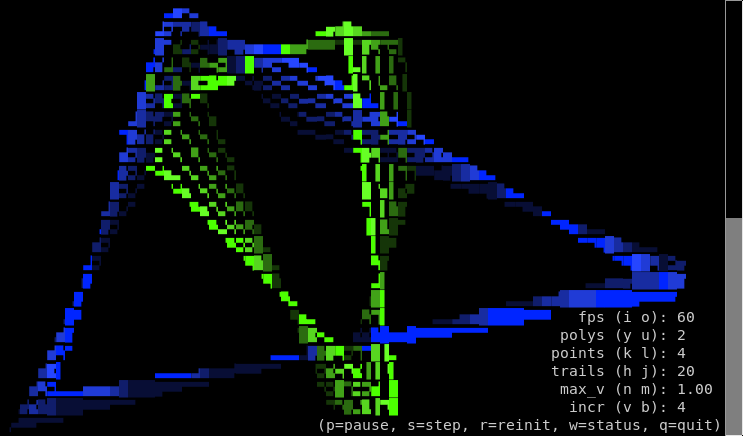 fps (i o): 60
polys (y u): 2
points (k l): 4
trails (h j): 20
max_v (n m): 1.00
incr (v b): 4
(p=pause, s=step, r=reinit, w=status, q=quit)